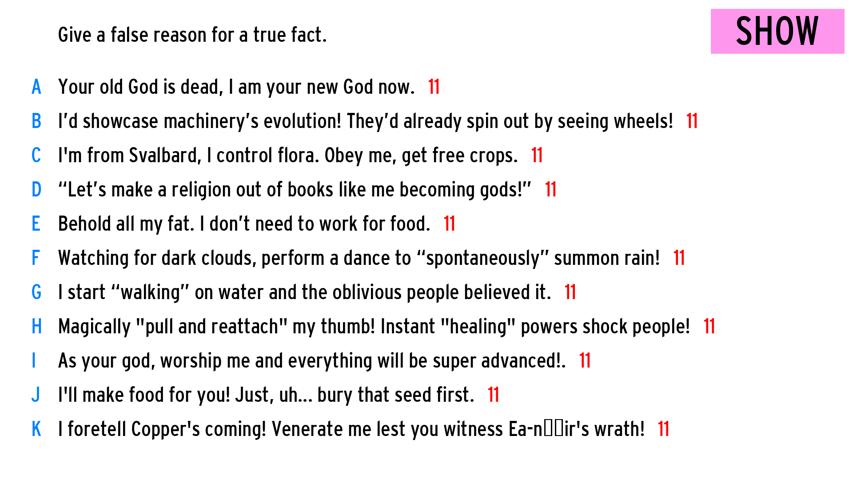 Give a false reason for a true fact.
SHOW
A Your old God is dead, I am your new God now. 11
B I’d showcase machinery’s evolution! They’d already spin out by seeing wheels! 11
C I'm from Svalbard, I control flora. Obey me, get free crops. 11
D “Let’s make a religion out of books like me becoming gods!” 11
E Behold all my fat. I don’t need to work for food. 11
F Watching for dark clouds, perform a dance to “spontaneously” summon rain! 11
G I start “walking” on water and the oblivious people believed it. 11
H Magically "pull and reattach" my thumb! Instant "healing" powers shock people! 11
I As your god, worship me and everything will be super advanced!. 11
J I'll make food for you! Just, uh... bury that seed first. 11
K I foretell Copper's coming! Venerate me lest you witness Ea-n▯▯ir's wrath! 11